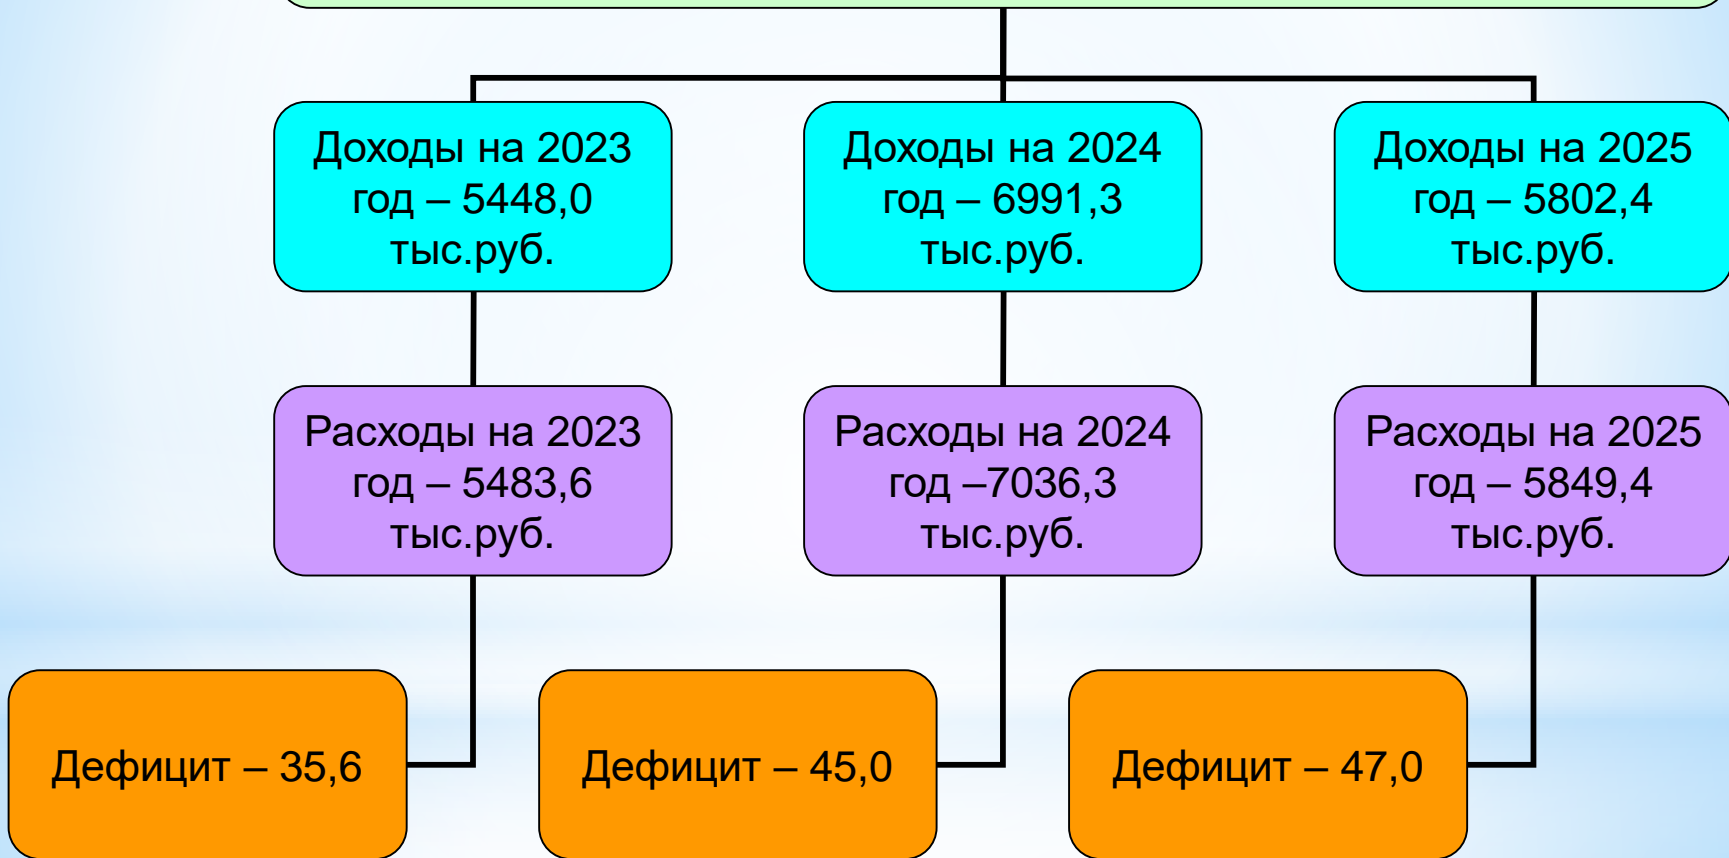 Доходы на 2023
год – 5448,0
тыс.руб.
Доходы на 2024
год – 6991,3
тыс.руб.
Доходы на 2025
год – 5802,4
тыс.руб.
Расходы на 2023
год – 5483,6
тыс.руб.
Расходы на 2024
год –7036,3
тыс.руб.
Расходы на 2025
год – 5849,4
тыс.руб.
Дефицит – 35,6
Дефицит – 45,0
Дефицит – 47,0